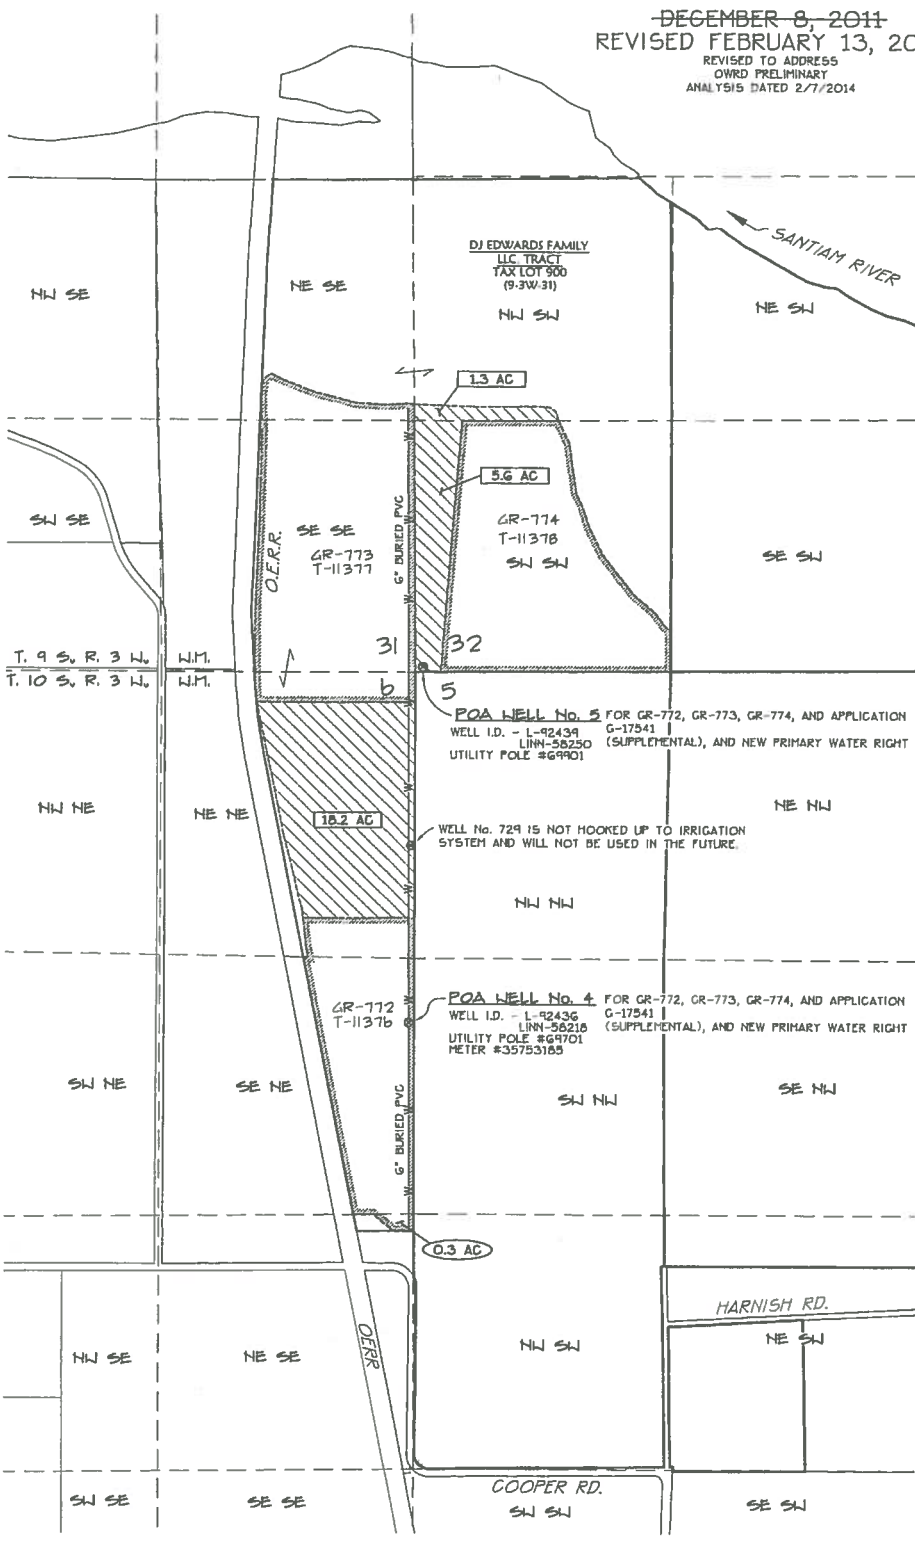 DECEMBER 8, 2011
REVISED FEBRUARY 13, 20
REVISED TO ADDRESS
OWRD PRELIMINARY
ANALYSIS DATED 2/7/2014
SANTIAM RIVER
DJ EDWARDS FAMILY
LLC. TRACT
TAX LOT 900
(9-3W-31)
NW SE
NE SE
NW SW
NE SW
1.3 AC
5.6 AC
SW SE
SE SE
GR-773
T-11377
O.E.R.R.
6" BURIED PVC
W
W
W
GR-774
T-11378
SW SW
SE SW
31
32
T. 9 S., R. 3 W., W.M.
T. 10 S., R. 3 W., W.M.
6
5
POA WELL No. 5 FOR GR-772, GR-773, GR-774, AND APPLICATION
WELL I.D. - L-92439 G-17541
LINN-58250 (SUPPLEMENTAL), AND NEW PRIMARY WATER RIGHT
UTILITY POLE #69901
W
W
W
NW NE
NE NE
18.2 AC
NE NW
WELL No. 729 IS NOT HOOKED UP TO IRRIGATION
SYSTEM AND WILL NOT BE USED IN THE FUTURE.
NW NW
GR-772
T-11376
POA WELL No. 4 FOR GR-772, GR-773, GR-774, AND APPLICATION
WELL I.D. - L-92436 G-17541
LINN-58218 (SUPPLEMENTAL), AND NEW PRIMARY WATER RIGHT
UTILITY POLE #69701
METER #35753185
W
W
W
SW NE
SE NE
6" BURIED PVC
SW NW
SE NW
0.3 AC
HARNISH RD.
NW SE
NE SE
OERR
NW SW
NE SW
COOPER RD.
SW SE
SE SE
SW SW
SE SW